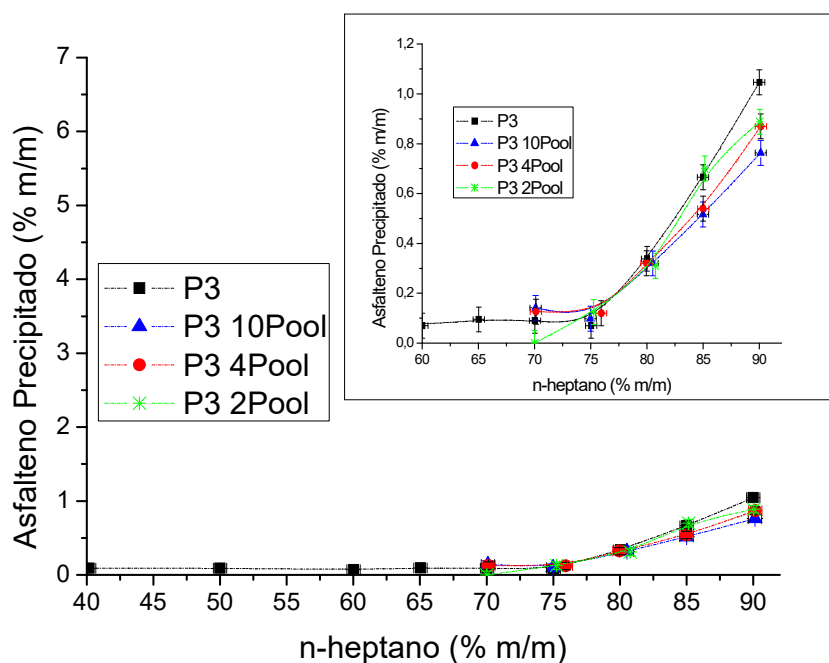 1,2
1,0
0,8
0,6
0,4
0,2
0,0
60 65 70 75 80 85 90
Asfalteno Precipitado (% m/m)
n-heptano (% m/m)
P3
P3 10Pool
P3 4Pool
P3 2Pool
7
6
5
4
3
2
1
0
40 45 50 55 60 65 70 75 80 85 90
Asfalteno Precipitado (% m/m)
n-heptano (% m/m)
P3
P3 10Pool
P3 4Pool
P3 2Pool